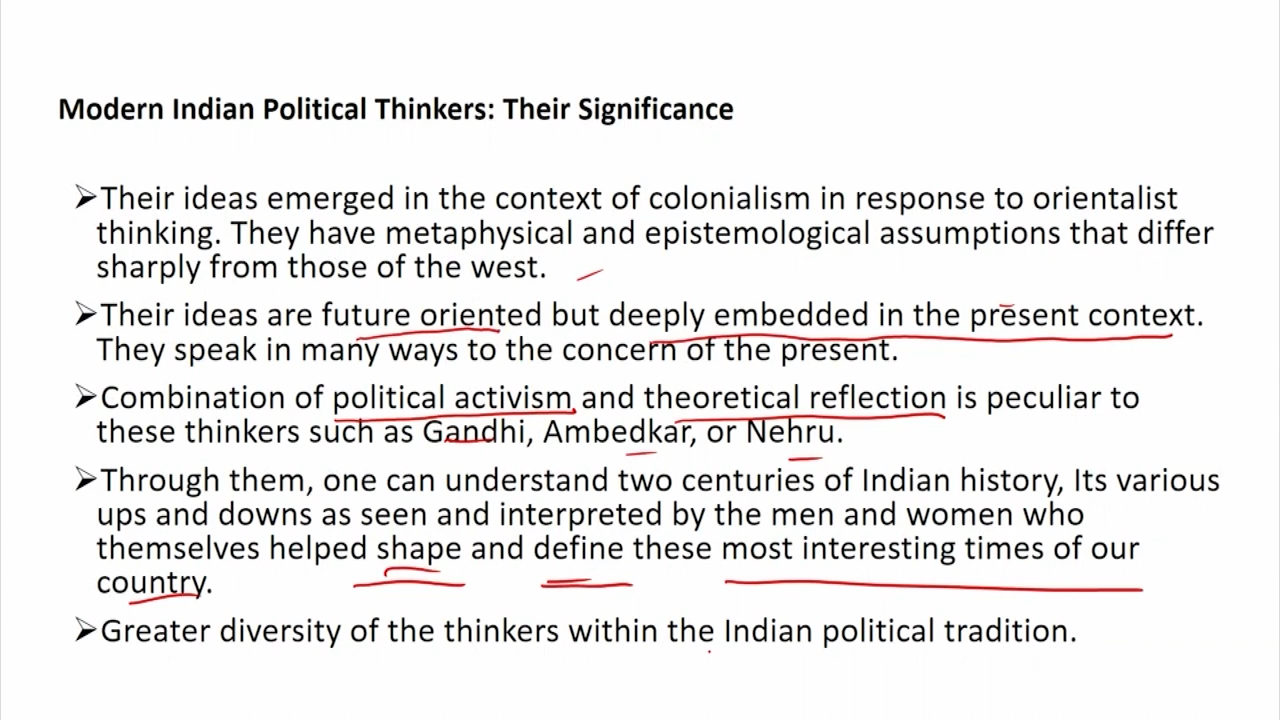 Modern Indian Political Thinkers: Their Significance
➢Their ideas emerged in the context of colonialism in response to orientalist
thinking. They have metaphysical and epistemological assumptions that differ
sharply from those of the west.
➢Their ideas are future oriented but deeply embedded in the present context.
They speak in many ways to the concern of the present.
➢Combination of political activism and theoretical reflection is peculiar to
these thinkers such as Gandhi, Ambedkar, or Nehru.
➢Through them, one can understand two centuries of Indian history, Its various
ups and downs as seen and interpreted by the men and women who
themselves helped shape and define these most interesting times of our
country.
➢Greater diversity of the thinkers within the Indian political tradition.